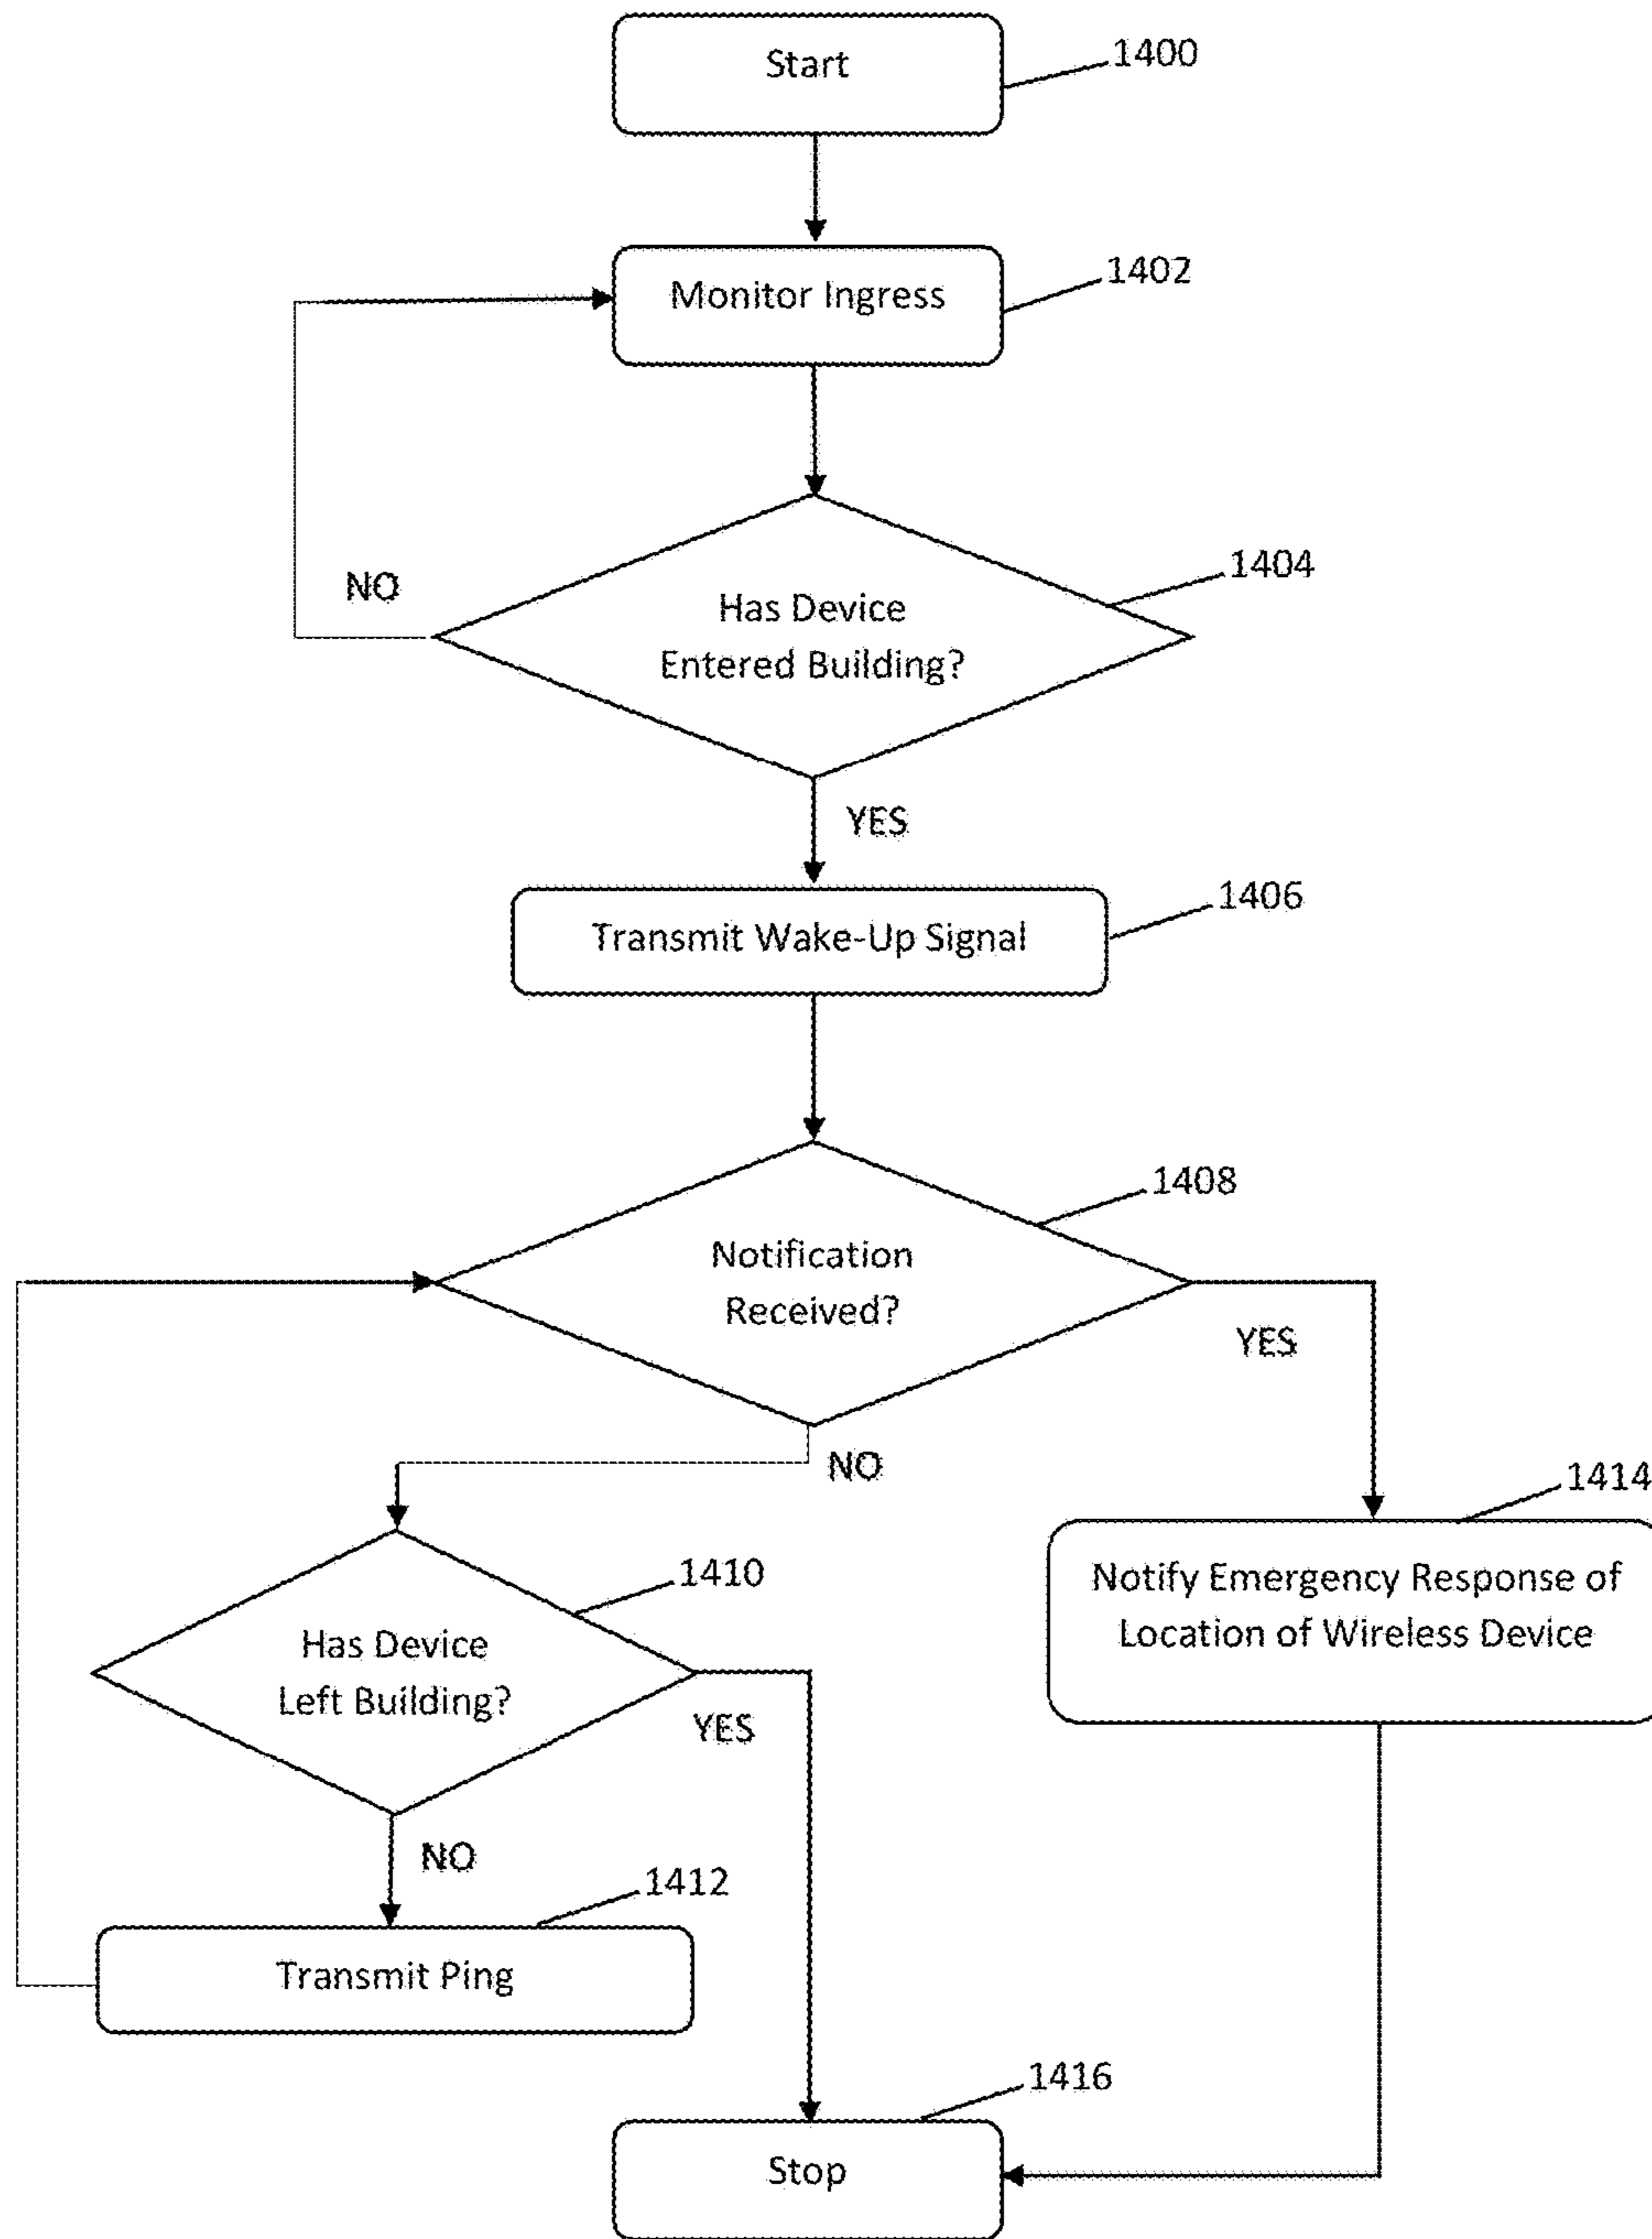 Start
1400
Monitor Ingress
1402
1404
Has Device
Entered Building?
NO
YES
Transmit Wake-Up Signal
1406
1408
Notification
Received?
YES
NO
1410
Has Device
Left Building?
YES
NO
1412
Transmit Ping
1414
Notify Emergency Response of
Location of Wireless Device
1416
Stop